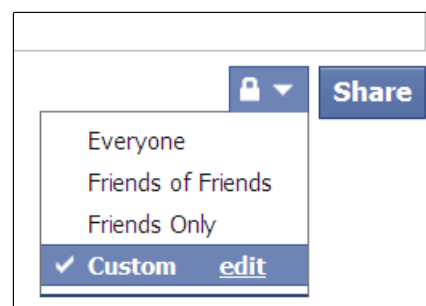 Share
Everyone
Friends of Friends
Friends Only
Custom edit